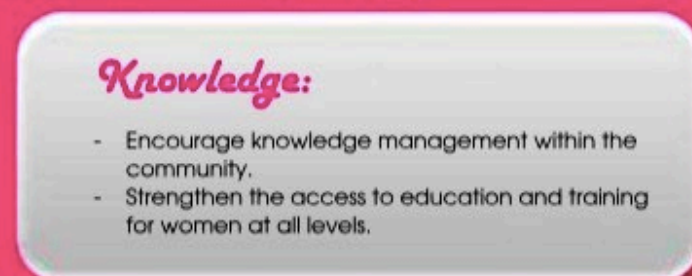 Knowledge:
- Encourage knowledge management within the
community.
- Strengthen the access to education and training
for women at all levels.